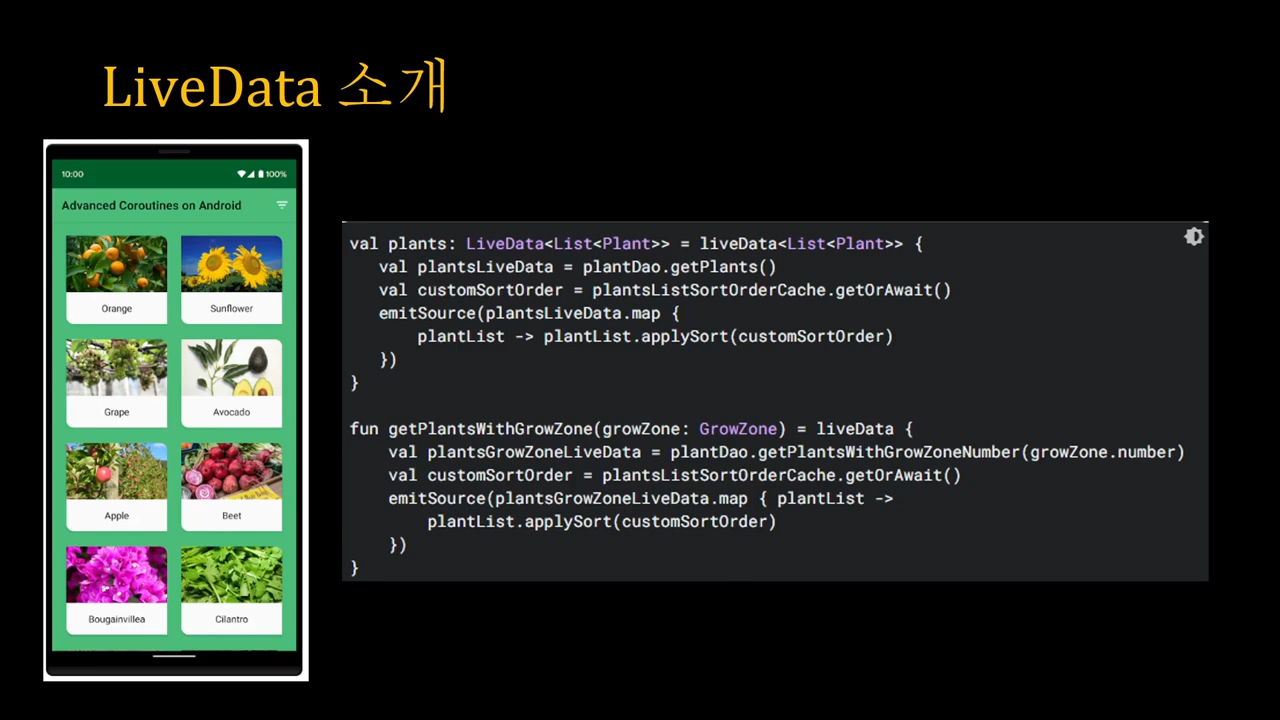 LiveData 소개
10:00
100%
Advanced Coroutines on Android
Orange
Sunflower
Grape
Avocado
Apple
Beet
Bougainvillea
Cilantro
val plants: LiveData<List<Plant>> = liveData<List<Plant>> {
val plantsLiveData = plantDao.getPlants()
val customSortOrder = plantsListSortOrderCache.getOrAwait()
emitSource(plantsLiveData.map {
plantList -> plantList.applySort(customSortOrder)
})
}
fun getPlantsWithGrowZone(growZone: GrowZone) = liveData {
val plantsGrowZoneLiveData = plantDao.getPlantsWithGrowZoneNumber(growZone.number)
val customSortOrder = plantsListSortOrderCache.getOrAwait()
emitSource(plantsGrowZoneLiveData.map { plantList ->
plantList.applySort(customSortOrder)
})
}